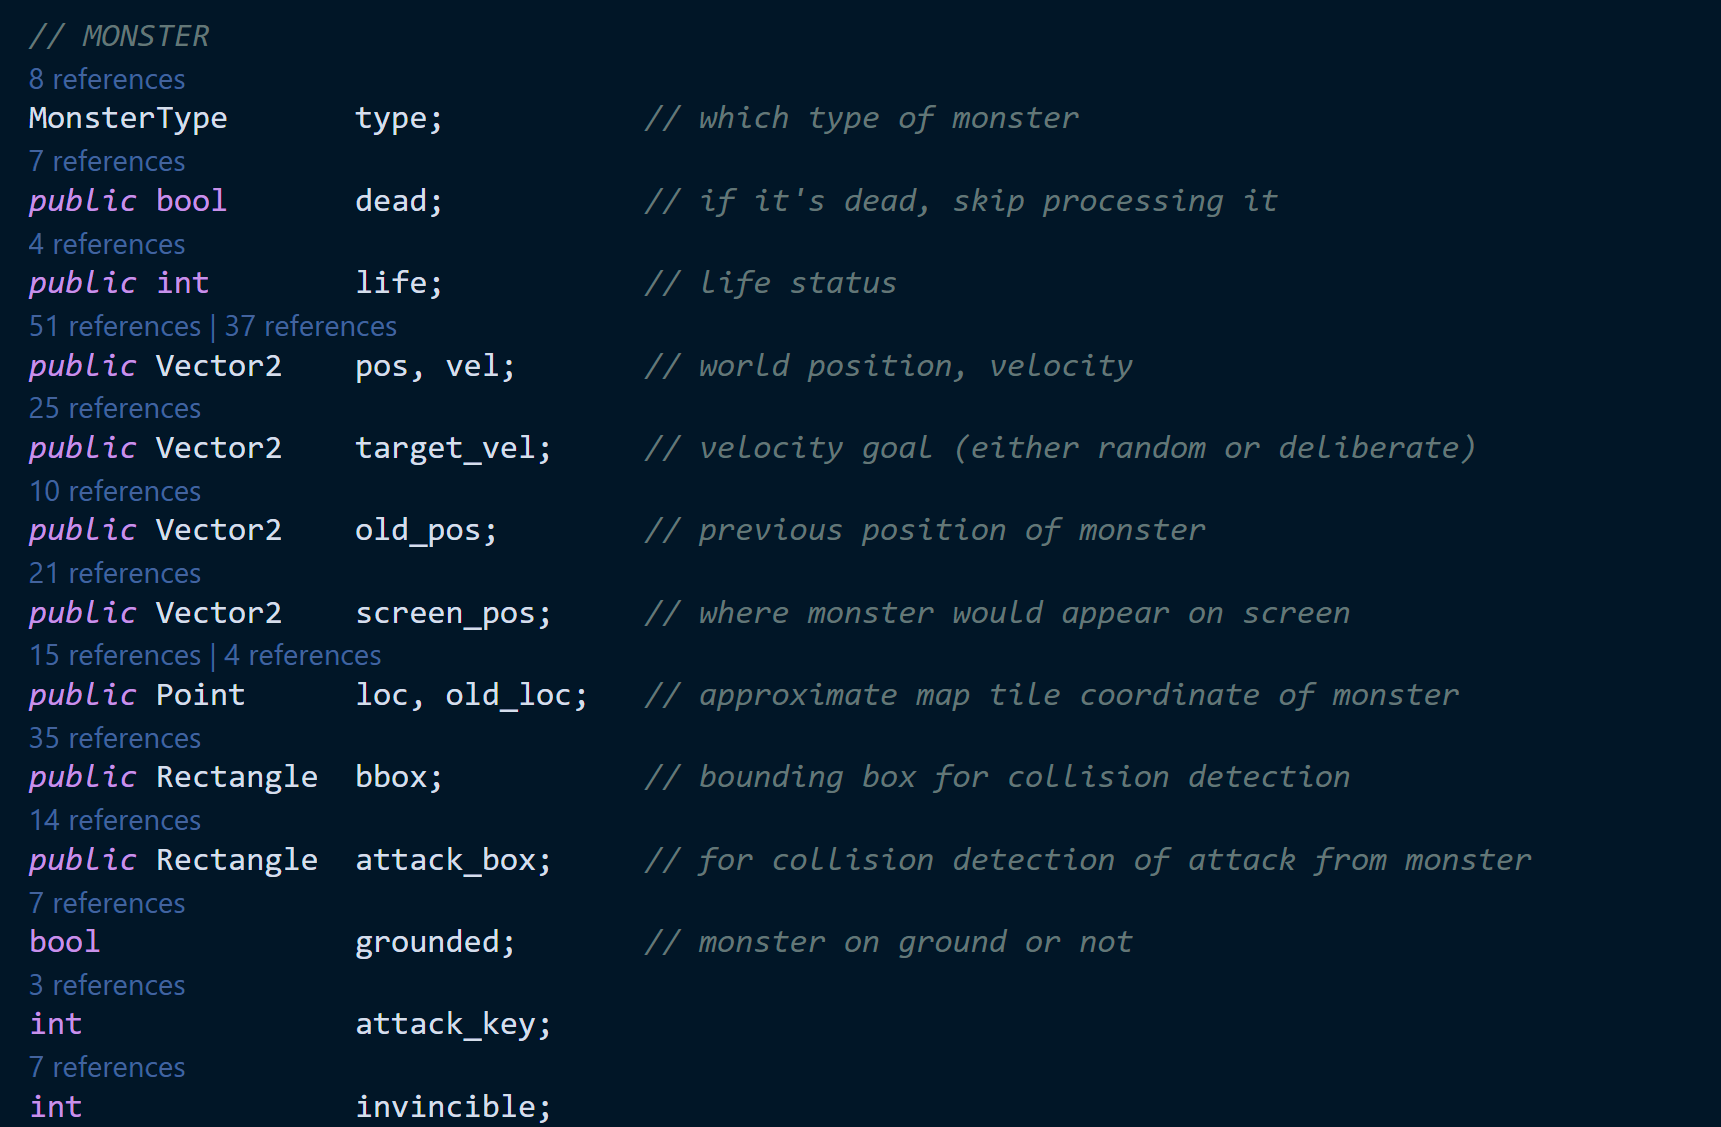 // MONSTER
8 references
MonsterType type; // which type of monster
7 references
public bool dead; // if it's dead, skip processing it
4 references
public int life; // life status
51 references | 37 references
public Vector2 pos, vel; // world position, velocity
25 references
public Vector2 target_vel; // velocity goal (either random or deliberate)
10 references
public Vector2 old_pos; // previous position of monster
21 references
public Vector2 screen_pos; // where monster would appear on screen
15 references | 4 references
public Point loc, old_loc; // approximate map tile coordinate of monster
35 references
public Rectangle bbox; // bounding box for collision detection
14 references
public Rectangle attack_box; // for collision detection of attack from monster
7 references
bool grounded; // monster on ground or not
3 references
int attack_key;
7 references
int invincible;